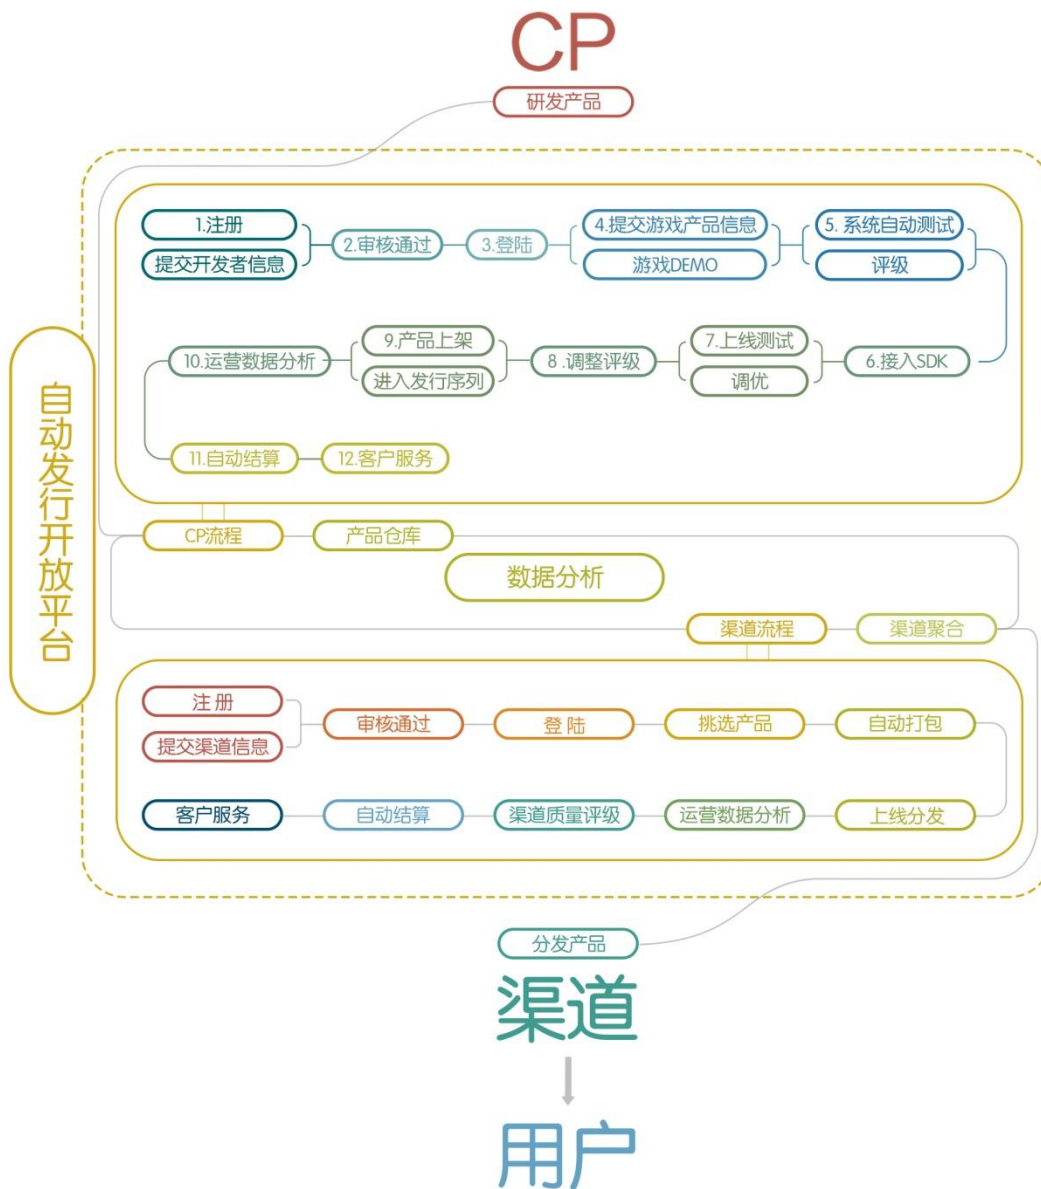 CP
研发产品
自动发行开放平台
1.注册
提交开发者信息
2.审核通过
3.登陆
4.提交游戏产品信息
游戏DEMO
5. 系统自动测试
评级
6.接入SDK
7.上线测试
调优
8 .调整评级
9.产品上架
进入发行序列
10.运营数据分析
11.自动结算
12.客户服务
CP流程
产品仓库
数据分析
渠道流程
渠道聚合
注 册
提交渠道信息
审核通过
登 陆
挑选产品
自动打包
上线分发
运营数据分析
渠道质量评级
自动结算
客户服务
分发产品
渠道
用户